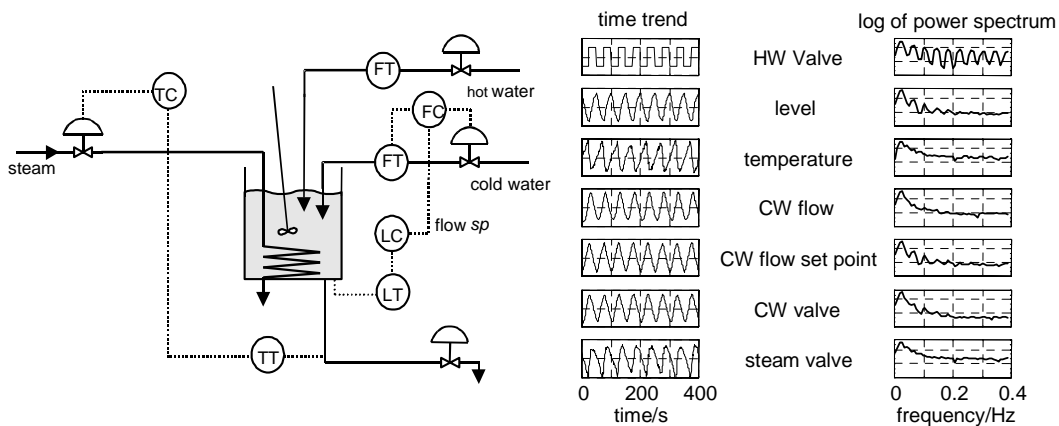 FT
hot water
TC
FC
steam
FT
cold water
flow sp
LC
LT
TT
time trend
log of power spectrum
HW Valve
level
temperature
CW flow
CW flow set point
CW valve
steam valve
0 200 400
time/s
0 0.2 0.4
frequency/Hz